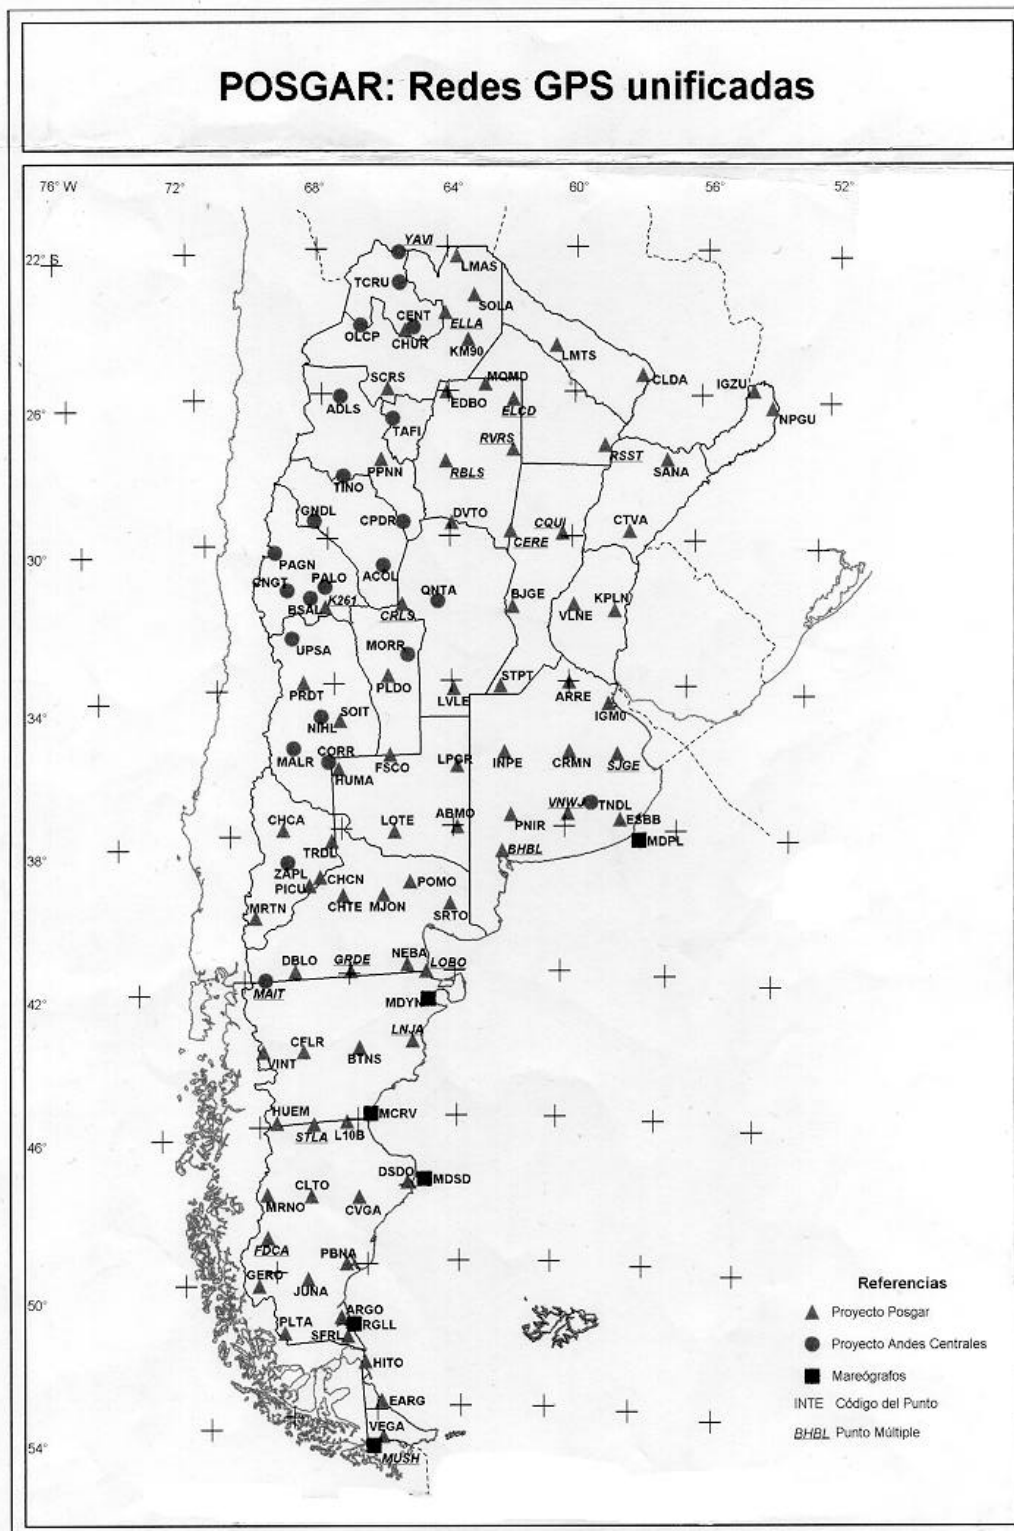 POSGAR: Redes GPS unificadas
76° W 72° 68° 64° 60° 56° 52°
YAVI
22° S
LMAS
TCRU
SOLA
CENT
ELLA
OLCP
CHUR
KM90
LMTS
SCRS
MQMD
CLDA
IGZU
ADLS
EDBO
ELCD
26°
NPGU
TAFI
RVRS
RSST
PPNN
RBLS
SANA
TINO
GNDL
CPDR
DVTO
CQUI
CTVA
CERE
30°
PAGN
CNGT
PALO
ACOL
QNTA
BJGE
KPLN
BSAL
K261
CRLS
VLNE
UPSA
MORR
PRDT
PLDO
LVLE
STPT
ARRE
SOIT
IGM0
34°
NIHL
CORR
MALR
HUMA
FSCO
LPGR
INPE
CRMN
SJGE
VNWJ
TNDL
CHCA
LOTE
ABMO
PNIR
ESBB
TRDL
BHBL
MDPL
38°
ZAPL
CHCN
POMO
PICU
MRTN
CHTE
MJON
SRTO
DBLO
GRDE
NEBA
LOBO
MAIT
42°
MDYN
LNJA
CFLR
VINT
BTNS
HUEM
MCRV
STLA
L10B
46°
DSDO
MDSD
CLTO
MRNO
CVGA
FDCA
PBNA
GERO
JUNA
50°
ARGO
PLTA
RGLL
SFRL
HITO
EARG
VEGA
54°
MUSH
Referencias
Proyecto Posgar
Proyecto Andes Centrales
Mareógrafos
INTE Código del Punto
BHBL Punto Múltiple